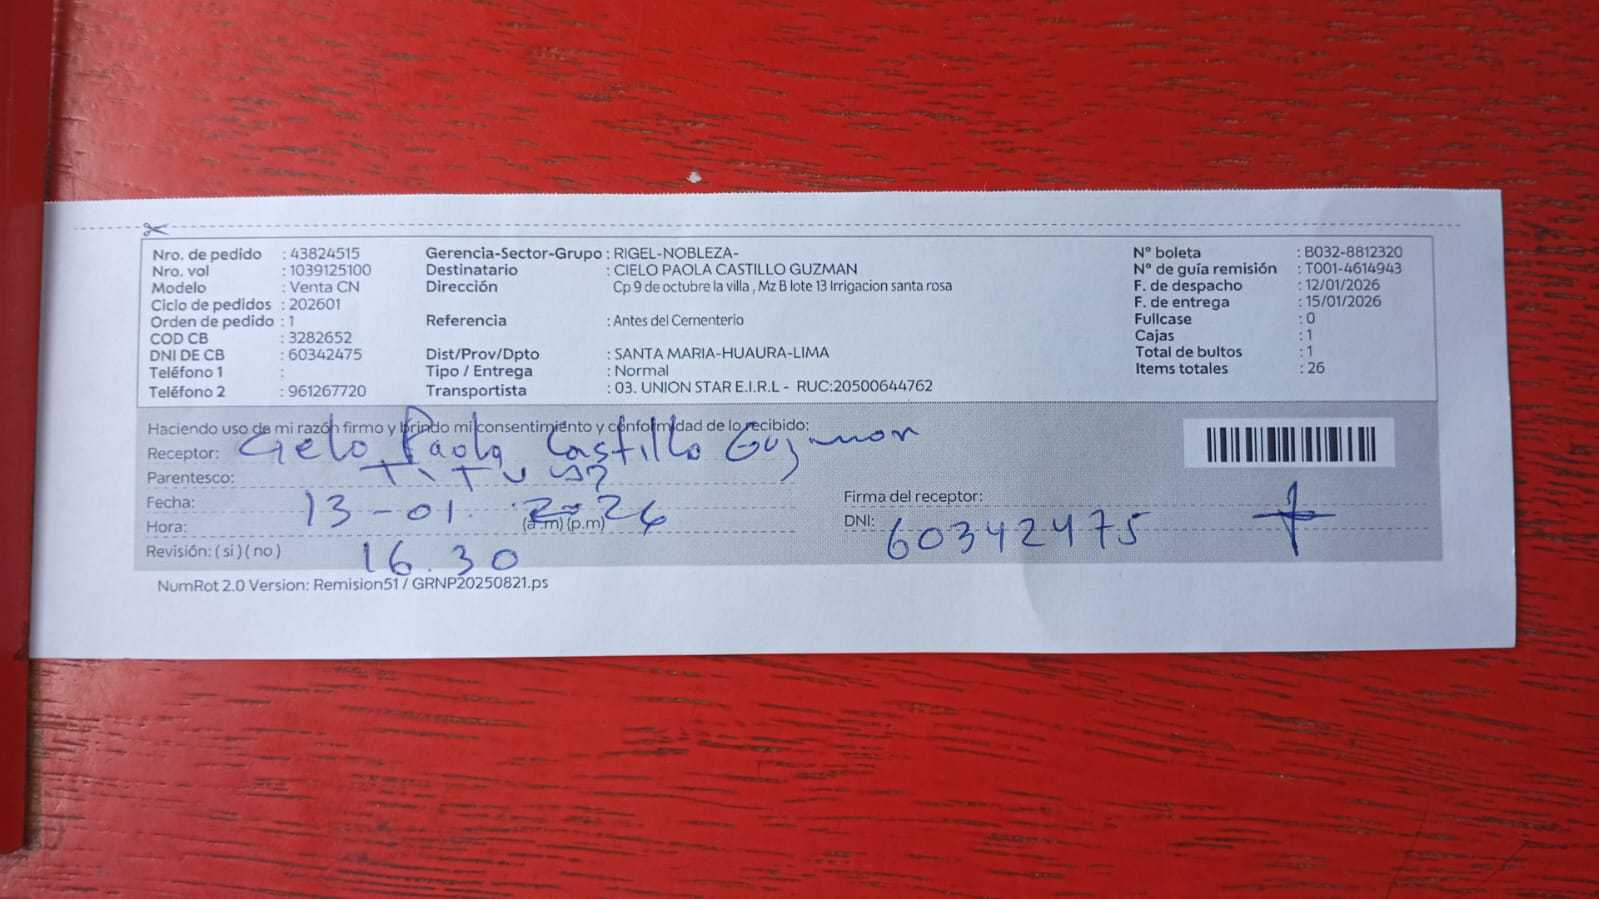 Nro. de pedido : 43824515
Nro. vol : 1039125100
Modelo : Venta CN
Ciclo de pedidos : 202601
Orden de pedido : 1
COD CB : 3282652
DNI DE CB : 60342475
Teléfono 1 :
Teléfono 2 : 961267720
Gerencia-Sector-Grupo : RIGEL-NOBLEZA-
Destinatario : CIELO PAOLA CASTILLO GUZMAN
Dirección Cp 9 de octubre la villa , Mz B lote 13 Irrigacion santa rosa
Referencia : Antes del Cementerio
Dist/Prov/Dpto : SANTA MARIA-HUAURA-LIMA
Tipo / Entrega : Normal
Transportista : 03. UNION STAR E.I.R.L - RUC:20500644762
N° boleta : B032-8812320
N° de guía remisión : T001-4614943
F. de despacho : 12/01/2026
F. de entrega : 15/01/2026
Fullcase : 0
Cajas : 1
Total de bultos : 1
Items totales : 26
Haciendo uso de mi razón firmo y brindo mi consentimiento y conformidad de lo recibido:
Receptor: Cielo Paola Castillo Guzman
Parentesco:
Fecha: 13-01. 2026
Hora: (a.m) (p.m)
Revisión: ( si ) ( no ) 16.30
Firma del receptor:
DNI: 60342475
NumRot 2.0 Version: Remision51 / GRNP20250821.ps